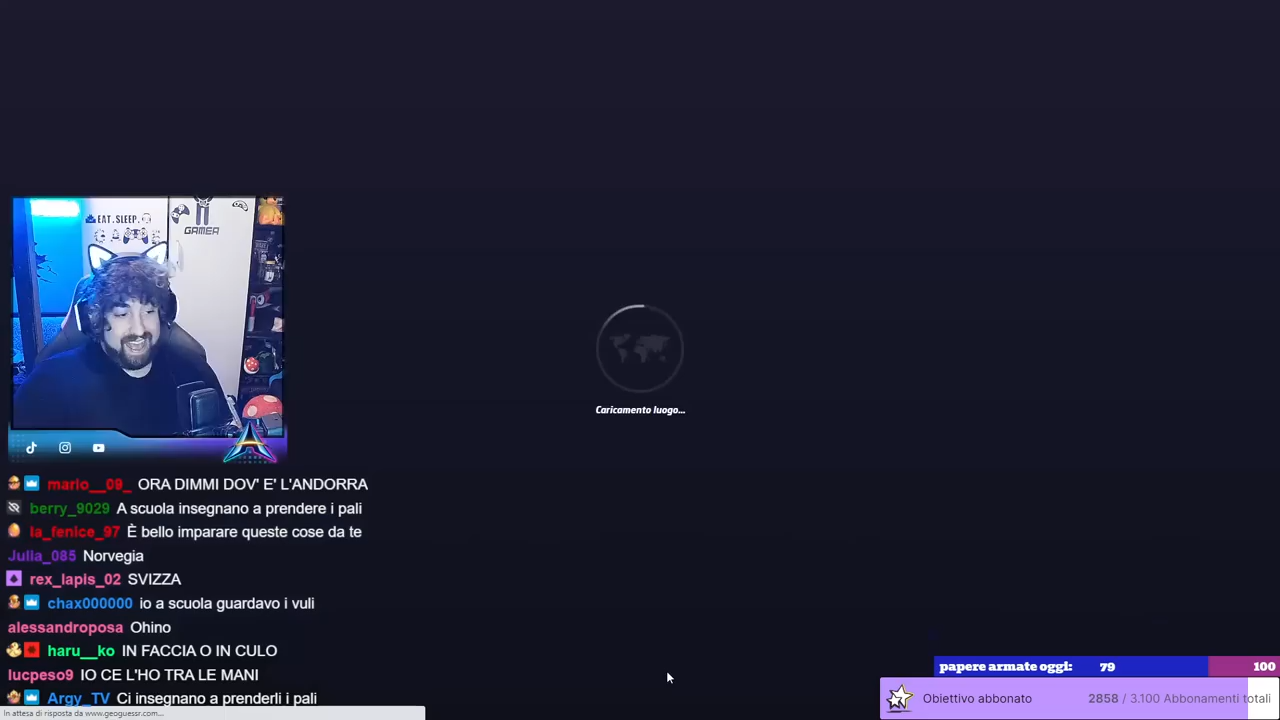 EAT.SLEEP.
GAME
GAMER
Caricamento luogo...
marlo__09_ ORA DIMMI DOV' E' L'ANDORRA
berry_9029 A scuola insegnano a prendere i pali
la_fenice_97 È bello imparare queste cose da te
Julla_085 Norvegia
rex_lapis_02 SVIZZA
chax000000 io a scuola guardavo i vuli
alessandroposa Ohino
haru__ko IN FACCIA O IN CULO
lucpeso9 IO CE L'HO TRA LE MANI
Argy_TV Ci insegnano a prenderli i pali
In attesa di risposta da www.geoguessr.com...
papere armate oggi: 79 100
Obiettivo abbonato 2858 / 3.100 Abbonamenti totali